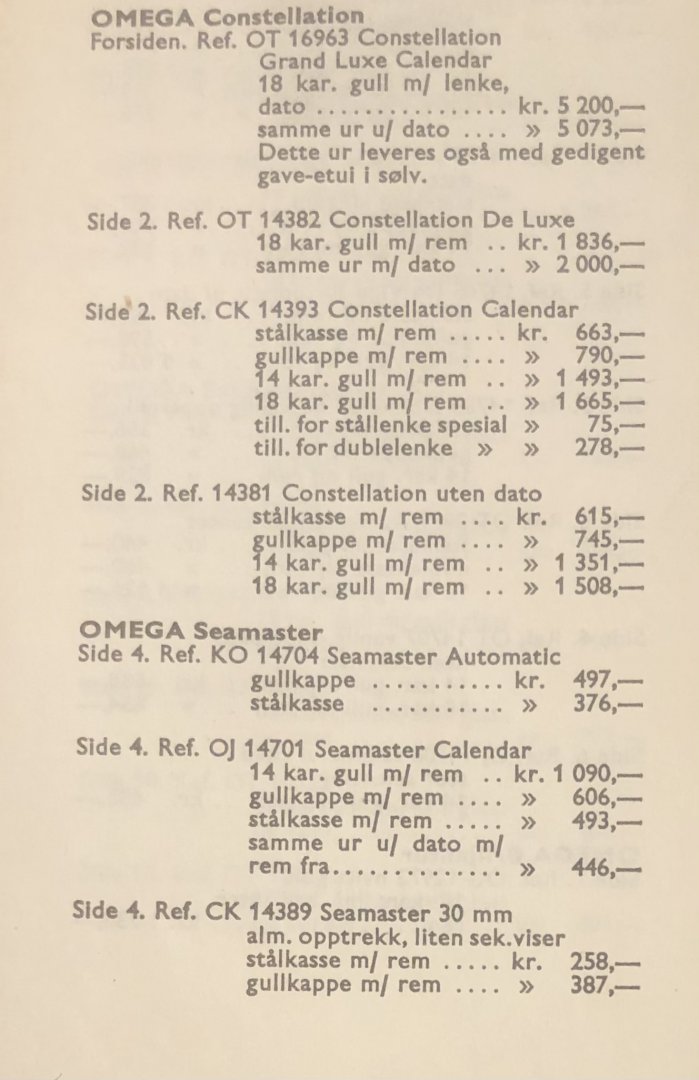 OMEGA Constellation
Forsiden. Ref. OT 16963 Constellation
Grand Luxe Calendar
18 kar. gull m/ lenke,
dato ................. kr. 5 200,—
samme ur u/ dato .... » 5 073,—
Dette ur leveres også med gedigent
gave-etui i sølv.
Side 2. Ref. OT 14382 Constellation De Luxe
18 kar. gull m/ rem .. kr. 1 836,—
samme ur m/ dato ... » 2 000,—
Side 2. Ref. CK 14393 Constellation Calendar
stålkasse m/ rem ..... kr. 663,—
gullkappe m/ rem .... » 790,—
14 kar. gull m/ rem .. » 1 493,—
18 kar. gull m/ rem .. » 1 665,—
till. for stållenke spesial » 75,—
till. for dublelenke » » 278,—
Side 2. Ref. 14381 Constellation uten dato
stålkasse m/ rem .... kr. 615,—
gullkappe m/ rem .... » 745,—
14 kar. gull m/ rem .. » 1 351,—
18 kar. gull m/ rem .. » 1 508,—
OMEGA Seamaster
Side 4. Ref. KO 14704 Seamaster Automatic
gullkappe ........... kr. 497,—
stålkasse ........... » 376,—
Side 4. Ref. OJ 14701 Seamaster Calendar
14 kar. gull m/ rem .. kr. 1 090,—
gullkappe m/ rem .... » 606,—
stålkasse m/ rem ..... » 493,—
samme ur u/ dato m/
rem fra............... » 446,—
Side 4. Ref. CK 14389 Seamaster 30 mm
alm. opptrekk, liten sek.viser
stålkasse m/ rem ..... kr. 258,—
gullkappe m/ rem .... » 387,—